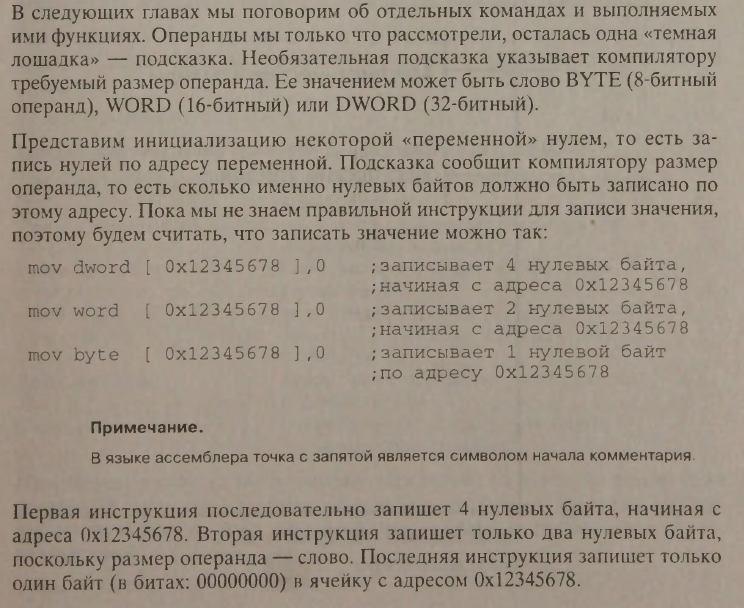 В следующих главах мы поговорим об отдельных командах и выполняемых
ими функциях. Операнды мы только что рассмотрели, осталась одна «темная
лошадка» — подсказка. Необязательная подсказка указывает компилятору
требуемый размер операнда. Ее значением может быть слово BYTE (8-битный
операнд), WORD (16-битный) или DWORD (32-битный).
Представим инициализацию некоторой «переменной» нулем, то есть за-
пись нулей по адресу переменной. Подсказка сообщит компилятору размер
операнда, то есть сколько именно нулевых байтов должно быть записано по
этому адресу. Пока мы не знаем правильной инструкции для записи значения,
поэтому будем считать, что записать значение можно так:
mov dword [ 0x12345678 ],0 ;записывает 4 нулевых байта,
;начиная с адреса 0x12345678
mov word [ 0x12345678 ],0 ;записывает 2 нулевых байта,
;начиная с адреса 0x12345678
mov byte [ 0x12345678 ],0 ;записывает 1 нулевой байт
;по адресу 0x12345678
Примечание.
В языке ассемблера точка с запятой является символом начала комментария.
Первая инструкция последовательно запишет 4 нулевых байта, начиная с
адреса 0x12345678. Вторая инструкция запишет только два нулевых байта,
поскольку размер операнда — слово. Последняя инструкция запишет только
один байт (в битах: 00000000) в ячейку с адресом 0x12345678.